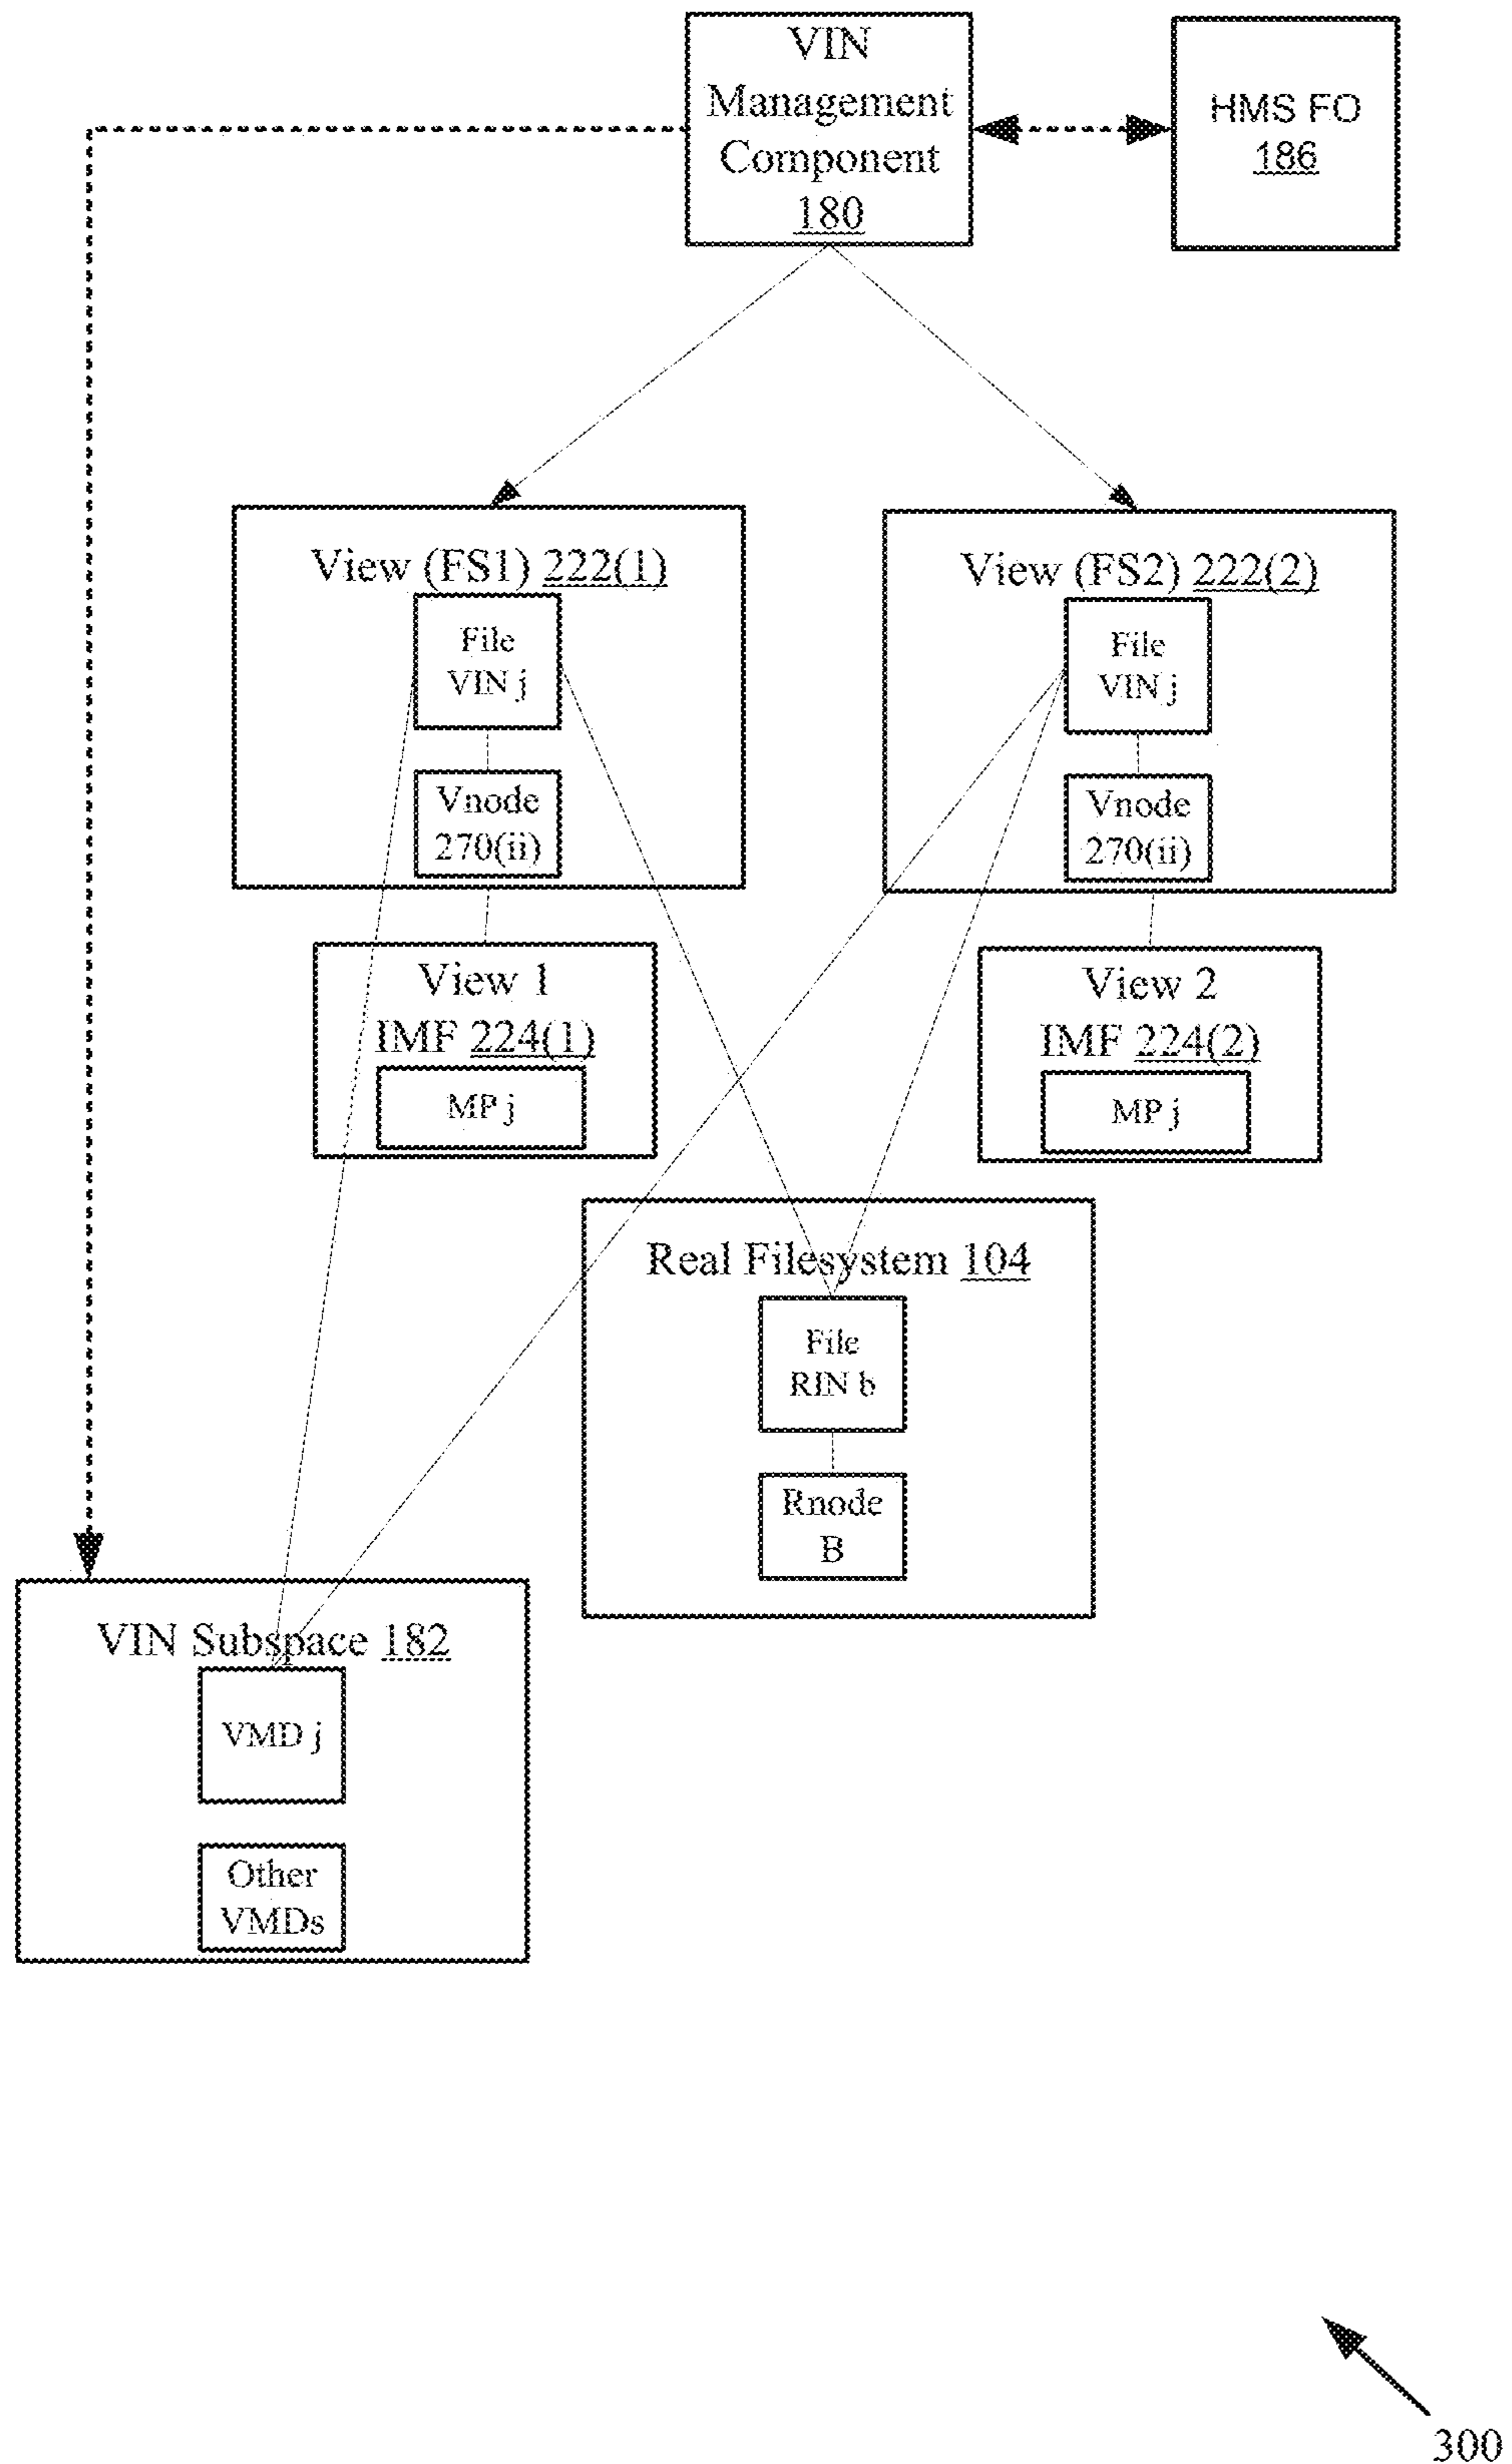 VIN
Management
Component
180
HMS FO
186
View (FS1) 222(1)
File
VIN j
Vnode
270(ii)
View (FS2) 222(2)
File
VIN j
Vnode
270(ii)
View 1
IMF 224(1)
MP j
View 2
IMF 224(2)
MP j
Real Filesystem 104
File
RIN b
Rnode
B
VIN Subspace 182
VMD j
Other
VMDs
300